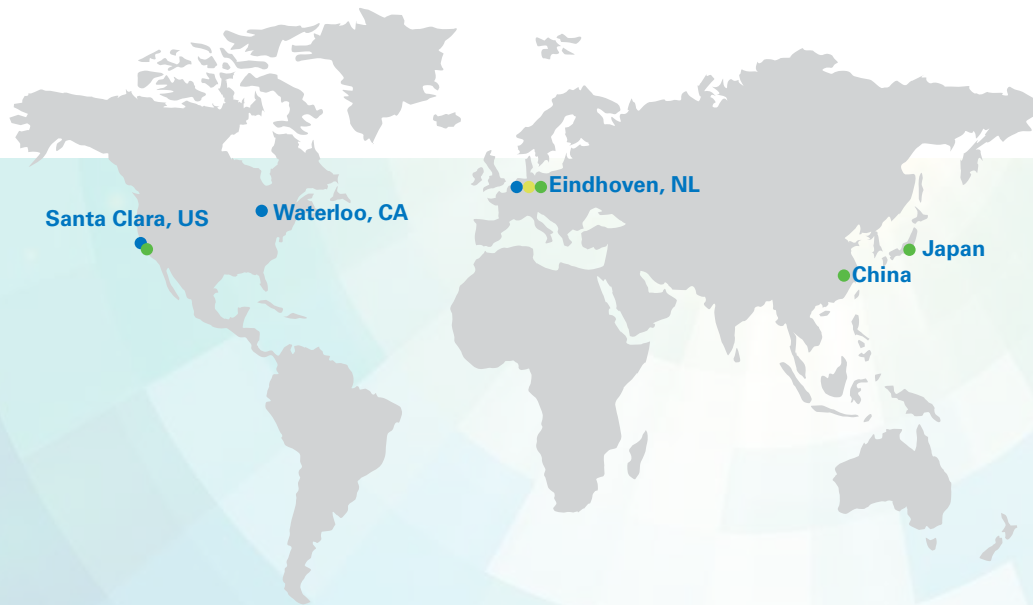 Eindhoven, NL
Santa Clara, US
Waterloo, CA
Japan
China